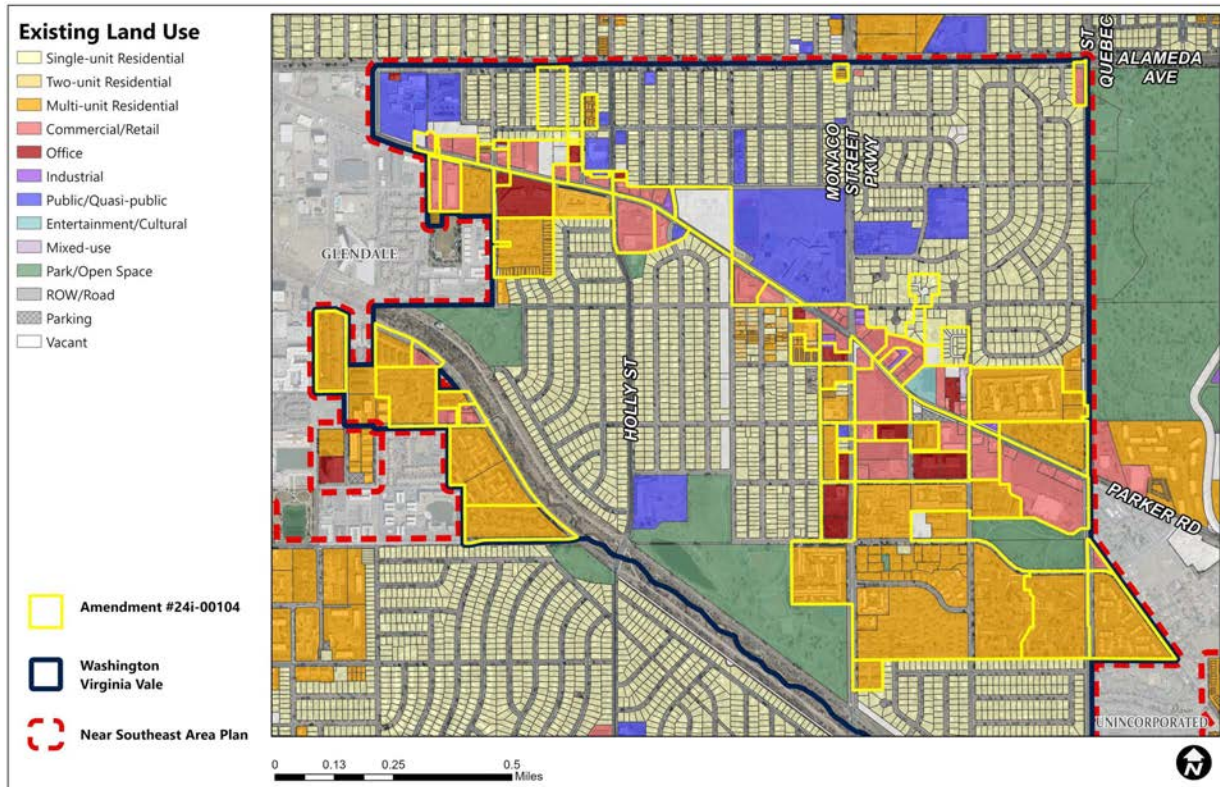 Existing Land Use
Single-unit Residential
Two-unit Residential
Multi-unit Residential
Commercial/Retail
Office
Industrial
Public/Quasi-public
Entertainment/Cultural
Mixed-use
Park/Open Space
ROW/Road
Parking
Vacant
Amendment #24i-00104
Washington
Virginia Vale
Near Southeast Area Plan
QUEBEC ST
ALAMEDA
AVE
MONACO
STREET
PKWY
GLENDALE
HOLLY ST
PARKER RD
UNINCORPORATED
0 0.13 0.25 0.5
Miles
N